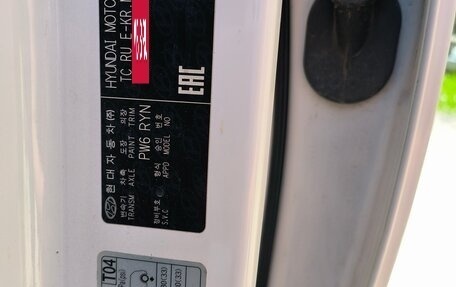 현대자동차(주)
HYUNDAI MOTO
TC RU E-KR
변속기 차축 도장 외장
TRANSM AXLE PAINT TRIM
PW6 RYN
정비부호 형식 승인 번호
S.V.C. APPD MODEL NO
EAC
T04